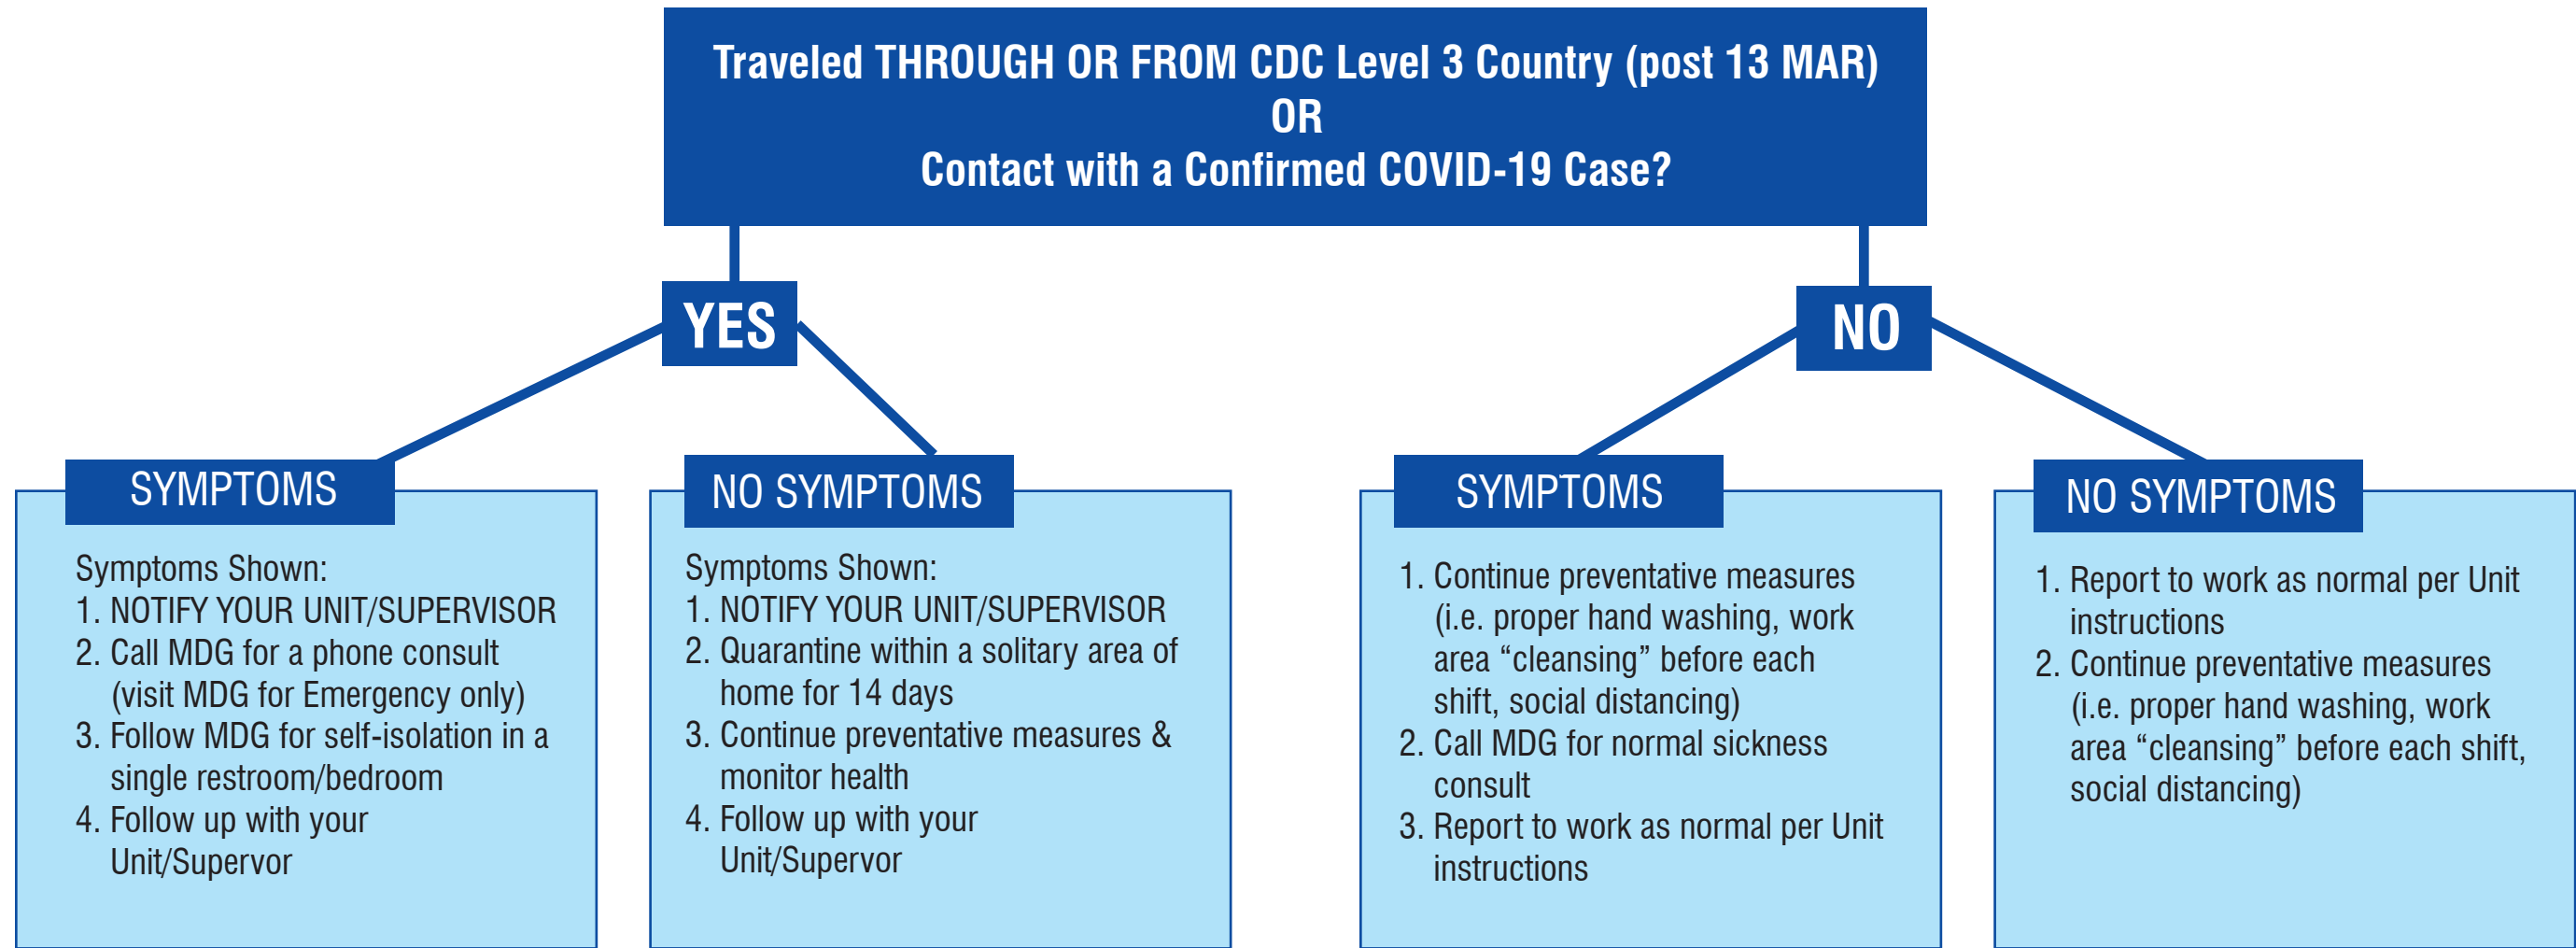 Traveled THROUGH OR FROM CDC Level 3 Country (post 13 MAR)
OR
Contact with a Confirmed COVID-19 Case?
YES
NO
SYMPTOMS
Symptoms Shown:
1. NOTIFY YOUR UNIT/SUPERVISOR
2. Call MDG for a phone consult
(visit MDG for Emergency only)
3. Follow MDG for self-isolation in a
single restroom/bedroom
4. Follow up with your
Unit/Supervisor
NO SYMPTOMS
Symptoms Shown:
1. NOTIFY YOUR UNIT/SUPERVISOR
2. Quarantine within a solitary area of
home for 14 days
3. Continue preventative measures &
monitor health
4. Follow up with your
Unit/Supervor
SYMPTOMS
1. Continue preventative measures
(i.e. proper hand washing, work
area “cleansing” before each
shift, social distancing)
2. Call MDG for normal sickness
consult
3. Report to work as normal per Unit
instructions
NO SYMPTOMS
1. Report to work as normal per Unit
instructions
2. Continue preventative measures
(i.e. proper hand washing, work
area “cleansing” before each shift,
social distancing)